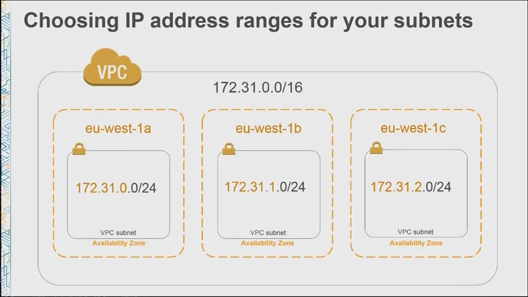 Choosing IP address ranges for your subnets
VPC
172.31.0.0/16
eu-west-1a
eu-west-1b
eu-west-1c
172.31.0.0/24
172.31.1.0/24
172.31.2.0/24
VPC subnet
VPC subnet
VPC subnet
Availability Zone
Availability Zone
Availability Zone